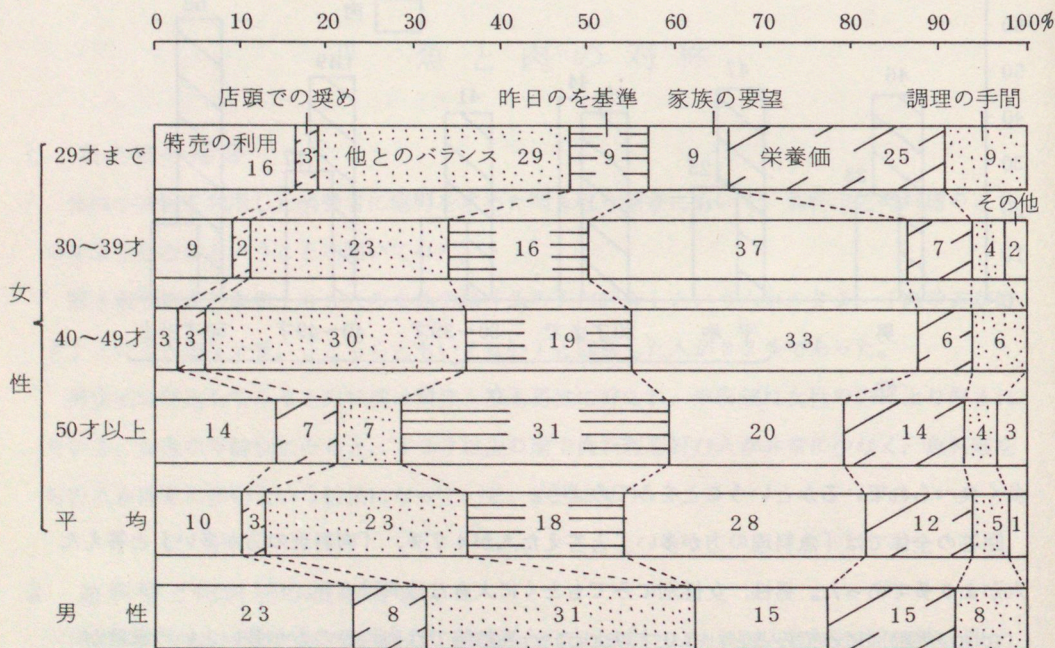 0 10 20 30 40 50 60 70 80 90 100%
店頭での奨め 昨日のを基準 家族の要望 調理の手間
29才まで 特売の利用 16 3 他とのバランス 29 9 9 栄養価 25 9
その他
30〜39才 9 2 23 16 37 7 4 2
40〜49才 3 3 30 19 33 6 6
50才以上 14 7 7 31 20 14 4 3
平均 10 3 23 18 28 12 5 1
男性 23 8 31 15 15 8
女性